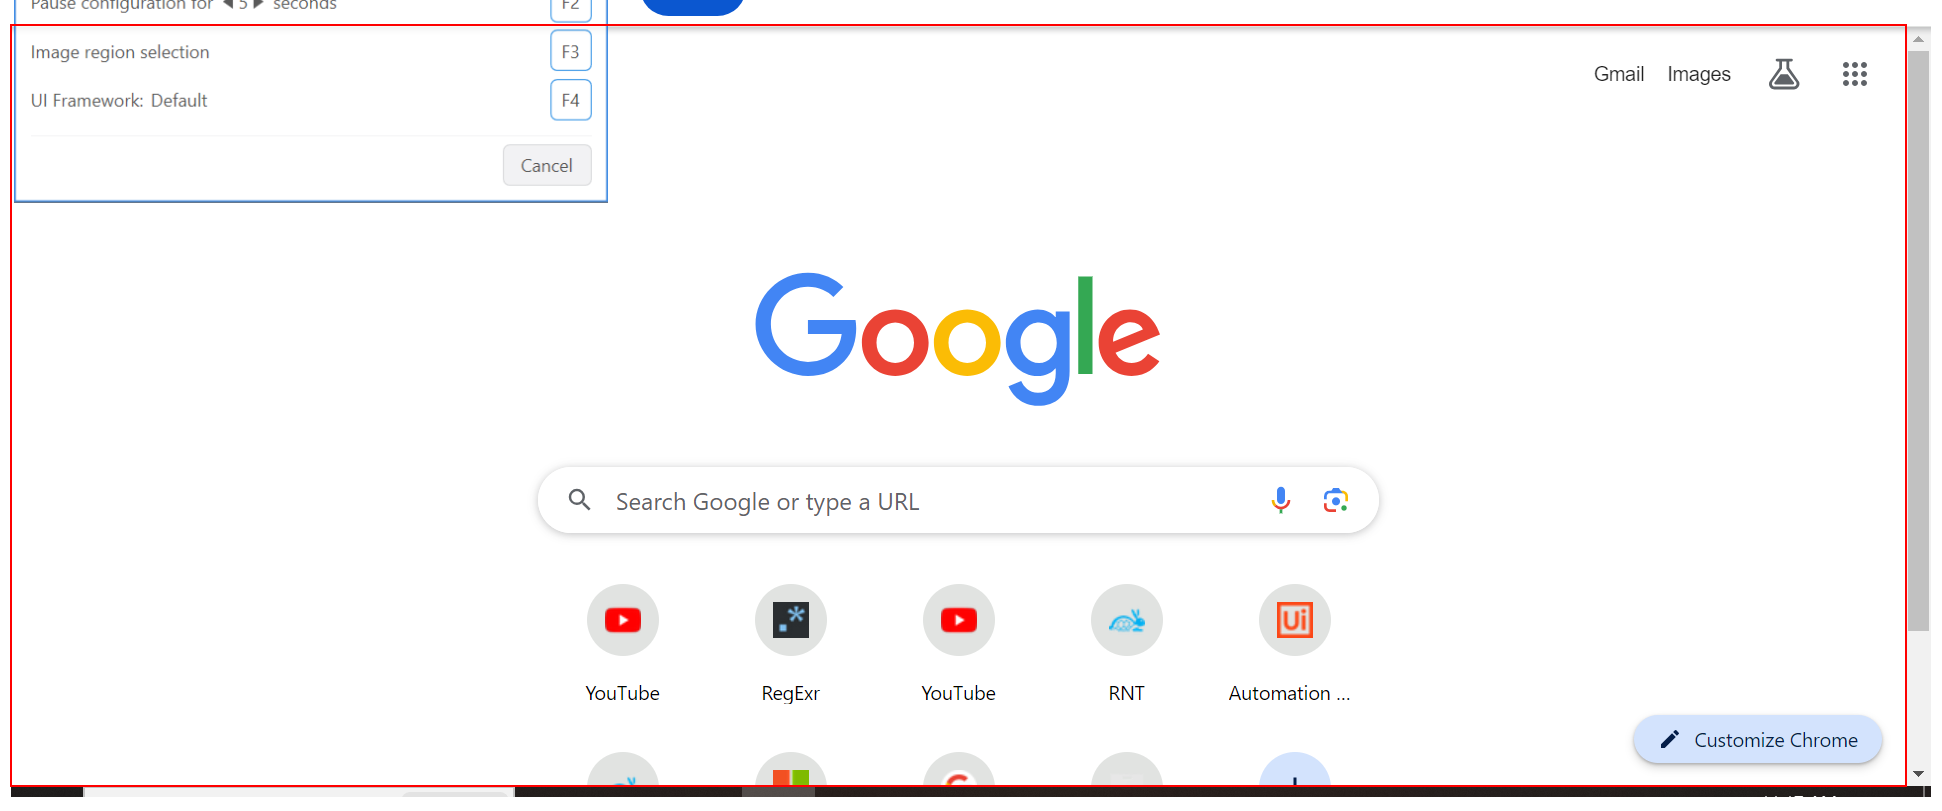 Pause configuration for 5 seconds F2
Image region selection F3
UI Framework: Default F4
Cancel
Gmail Images
Google
Search Google or type a URL
Ui
YouTube RegExr YouTube RNT Automation ...
Customize Chrome